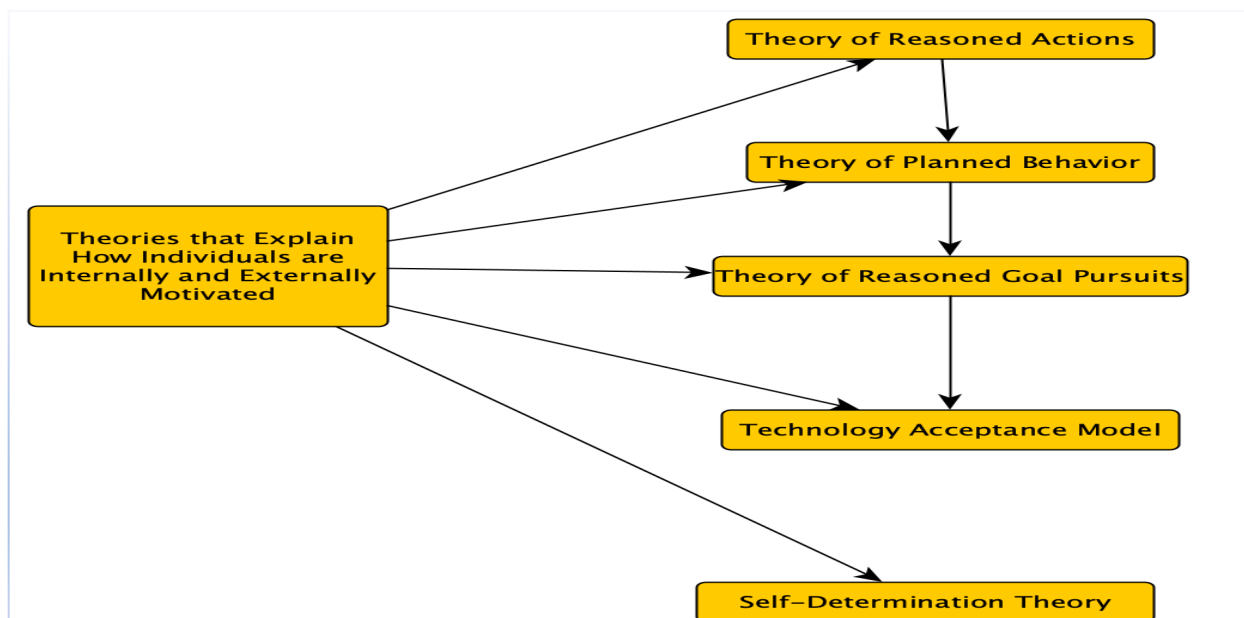 Theory of Reasoned Actions
Theory of Planned Behavior
Theories that Explain
How Individuals are
Internally and Externally
Motivated
Theory of Reasoned Goal Pursuits
Technology Acceptance Model
Self-Determination Theory